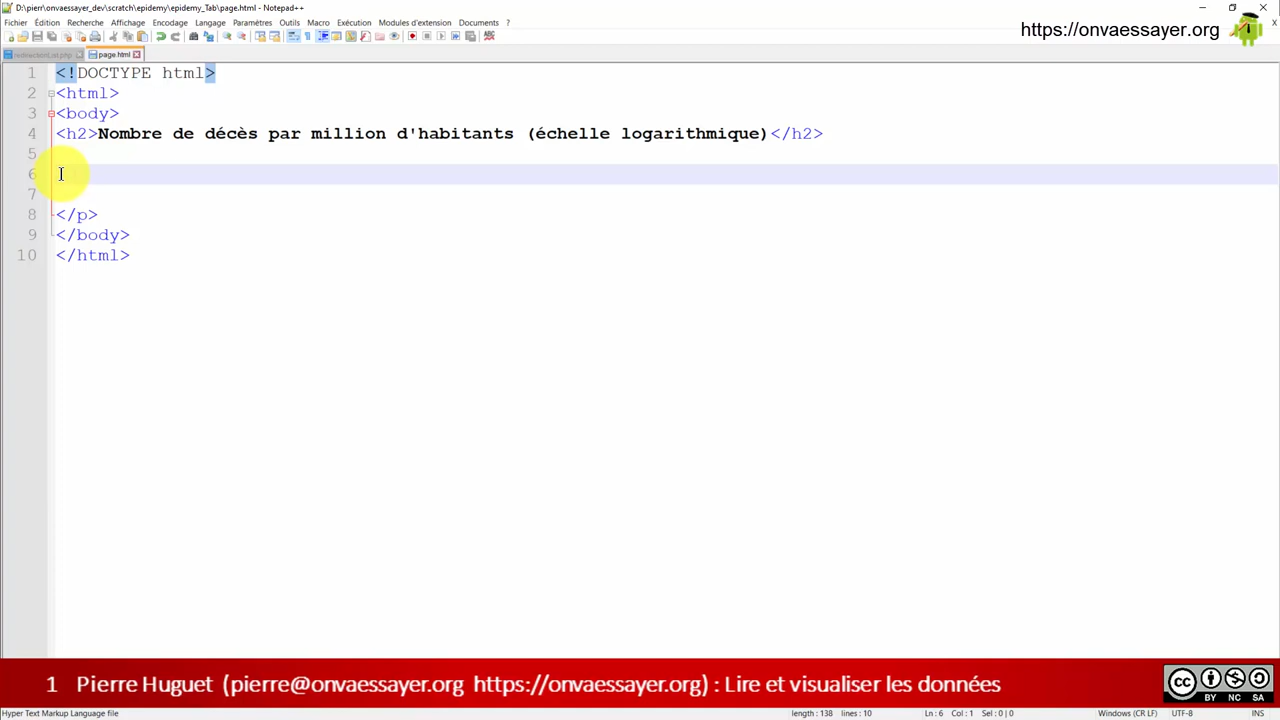 D:\pierr\onvaessayer_dev\scratch\epidemy\epidemy_Tab\page.html - Notepad++
Fichier Édition Recherche Affichage Encodage Langage Paramètres Outils Macro Exécution Modules d'extension Documents ?
https://onvaessayer.org
page.html
1 <!DOCTYPE html>
2 <html>
3 <body>
4 <h2>Nombre de décès par million d'habitants (échelle logarithmique)</h2>
5
6
7
8 </p>
9 </body>
10 </html>
1 Pierre Huguet (pierre@onvaessayer.org https://onvaessayer.org) : Lire et visualiser les données
cc BY NC SA
Hyper Text Markup Language file length : 138 lines : 10 Ln : 6 Col : 1 Sel : 0 | 0 Windows (CR LF) UTF-8 INS